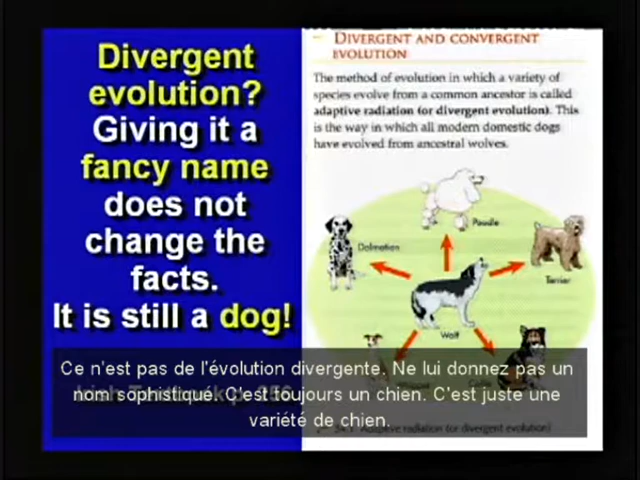 Divergent
evolution?
Giving it a
fancy name
does not
change the
facts.
It is still a dog!
DIVERGENT AND CONVERGENT
EVOLUTION
The method of evolution in which a variety of
species evolve from a common ancestor is called
adaptive radiation (or divergent evolution). This
is the way in which all modern domestic dogs
have evolved from ancestral wolves.
Poodle
Dalmation
Terrier
Wolf
Ce n'est pas de l'évolution divergente. Ne lui donnez pas un
nom sophistiqué. C'est toujours un chien. C'est juste une
variété de chien.
Adaptive radiation (or divergent evolution)